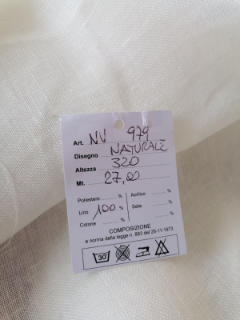 Art. NV 979
Disegno NATURALE
Altezza 320
Mt. 27,00
Poliestere % Acrilico %
Lino 100 % Seta %
Cotone % %
COMPOSIZIONE
a norma della legge n. 883 del 26-11-1973
30